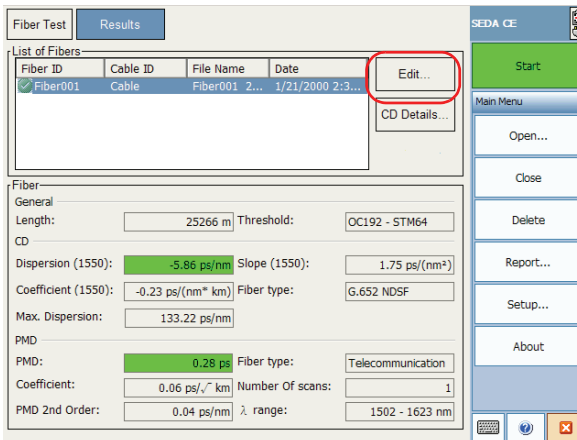 Fiber Test Results SEDA CE
List of Fibers
Fiber ID Cable ID File Name Date
Fiber001 Cable Fiber001 2... 1/21/2000 2:3...
Edit...
CD Details...
Start
Main Menu
Open...
Close
Delete
Report...
Setup...
About
Fiber
General
Length: 25266 m Threshold: OC192 - STM64
CD
Dispersion (1550): -5.86 ps/nm Slope (1550): 1.75 ps/(nm²)
Coefficient (1550): -0.23 ps/(nm* km) Fiber type: G.652 NDSF
Max. Dispersion: 133.22 ps/nm
PMD
PMD: 0.28 ps Fiber type: Telecommunication
Coefficient: 0.06 ps/√ km Number Of scans: 1
PMD 2nd Order: 0.04 ps/nm λ range: 1502 - 1623 nm